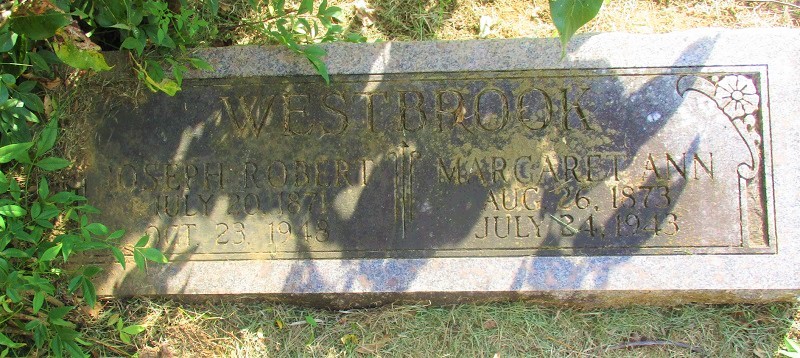 WESTBROOK
JOSEPH ROBERT
JULY 20, 1871
OCT 23, 1948
MARGARET ANN
AUG. 26, 1873
JULY 24, 1943